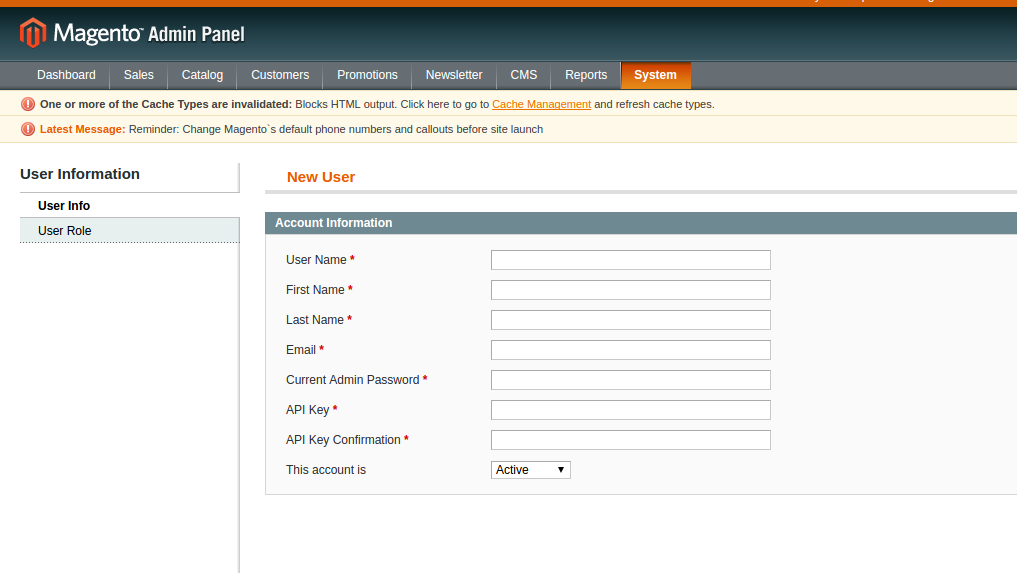 Magento™ Admin Panel
Dashboard Sales Catalog Customers Promotions Newsletter CMS Reports System
One or more of the Cache Types are invalidated: Blocks HTML output. Click here to go to Cache Management and refresh cache types.
Latest Message: Reminder: Change Magento`s default phone numbers and callouts before site launch
User Information
User Info
User Role
New User
Account Information
User Name *
First Name *
Last Name *
Email *
Current Admin Password *
API Key *
API Key Confirmation *
This account is Active